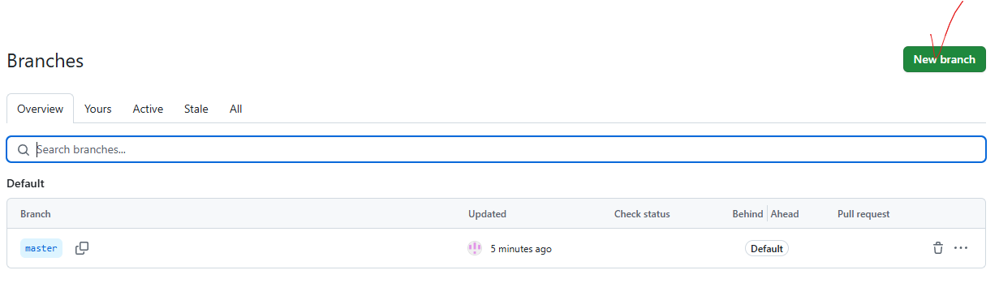 Branches
New branch
Overview Yours Active Stale All
Search branches...
Default
Branch Updated Check status Behind Ahead Pull request
master 5 minutes ago Default